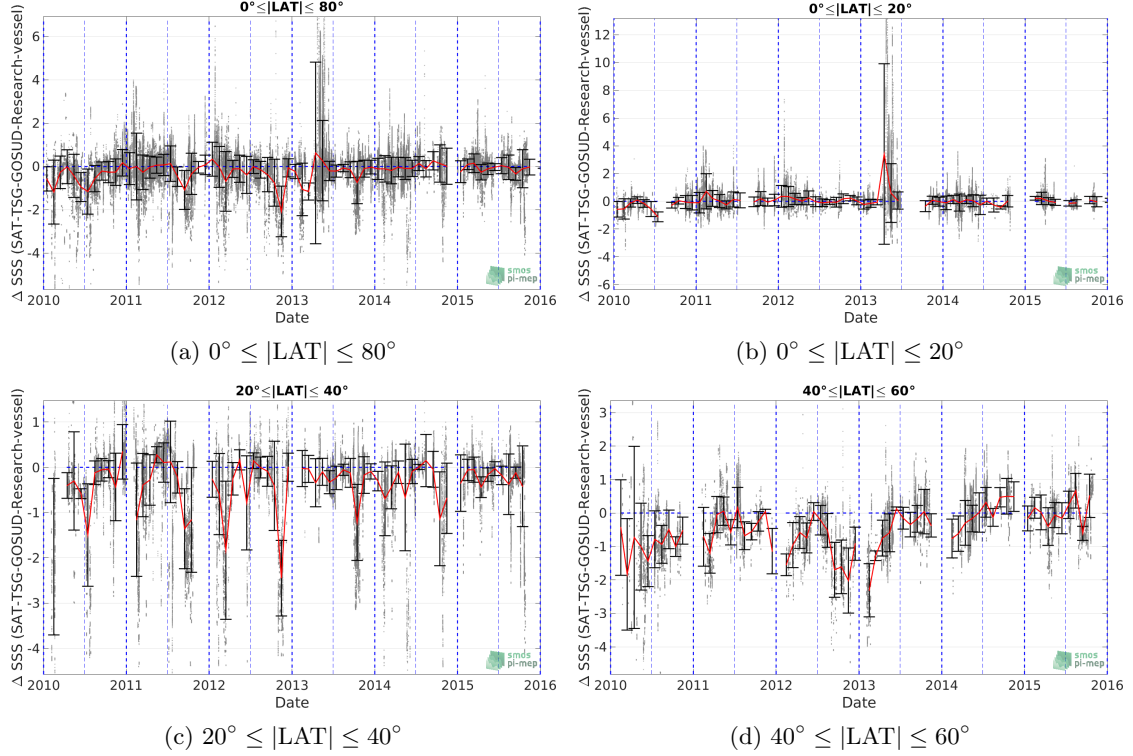 0°≤|LAT|≤ 80°
Δ SSS (SAT-TSG-GOSUD-Research-vessel)
6
4
2
0
-2
-4
2010 2011 2012 2013 2014 2015 2016
Date
smos
pi-mep
(a) 0° ≤ |LAT| ≤ 80°
0°≤|LAT|≤ 20°
Δ SSS (SAT-TSG-GOSUD-Research-vessel)
12
10
8
6
4
2
0
-2
-4
-6
2010 2011 2012 2013 2014 2015 2016
Date
smos
pi-mep
(b) 0° ≤ |LAT| ≤ 20°
20°≤|LAT|≤ 40°
Δ SSS (SAT-TSG-GOSUD-Research-vessel)
1
0
-1
-2
-3
-4
2010 2011 2012 2013 2014 2015 2016
Date
smos
pi-mep
(c) 20° ≤ |LAT| ≤ 40°
40°≤|LAT|≤ 60°
Δ SSS (SAT-TSG-GOSUD-Research-vessel)
3
2
1
0
-1
-2
-3
-4
2010 2011 2012 2013 2014 2015 2016
Date
smos
pi-mep
(d) 40° ≤ |LAT| ≤ 60°